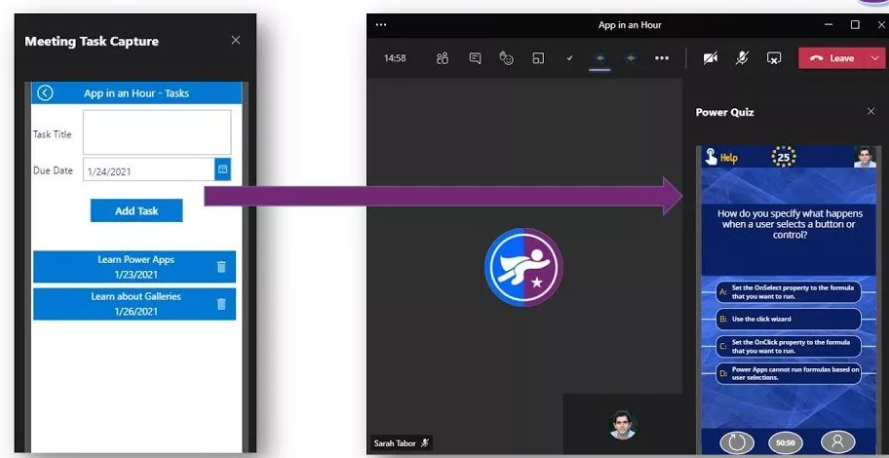 Meeting Task Capture
App in an Hour - Tasks
Task Title
Due Date
1/24/2021
Add Task
Learn Power Apps
1/23/2021
Learn about Galleries
1/26/2021
App in an Hour
14:58
Leave
Power Quiz
Help
25
How do you specify what happens
when a user selects a button or
control?
A: Set the OnSelect property to the formula
that you want to run.
B: Use the click wizard
C: Set the OnClick property to the formula
that you want to run.
D: Power Apps cannot run formulas based on
user selections.
50:50
Sarah Tabor